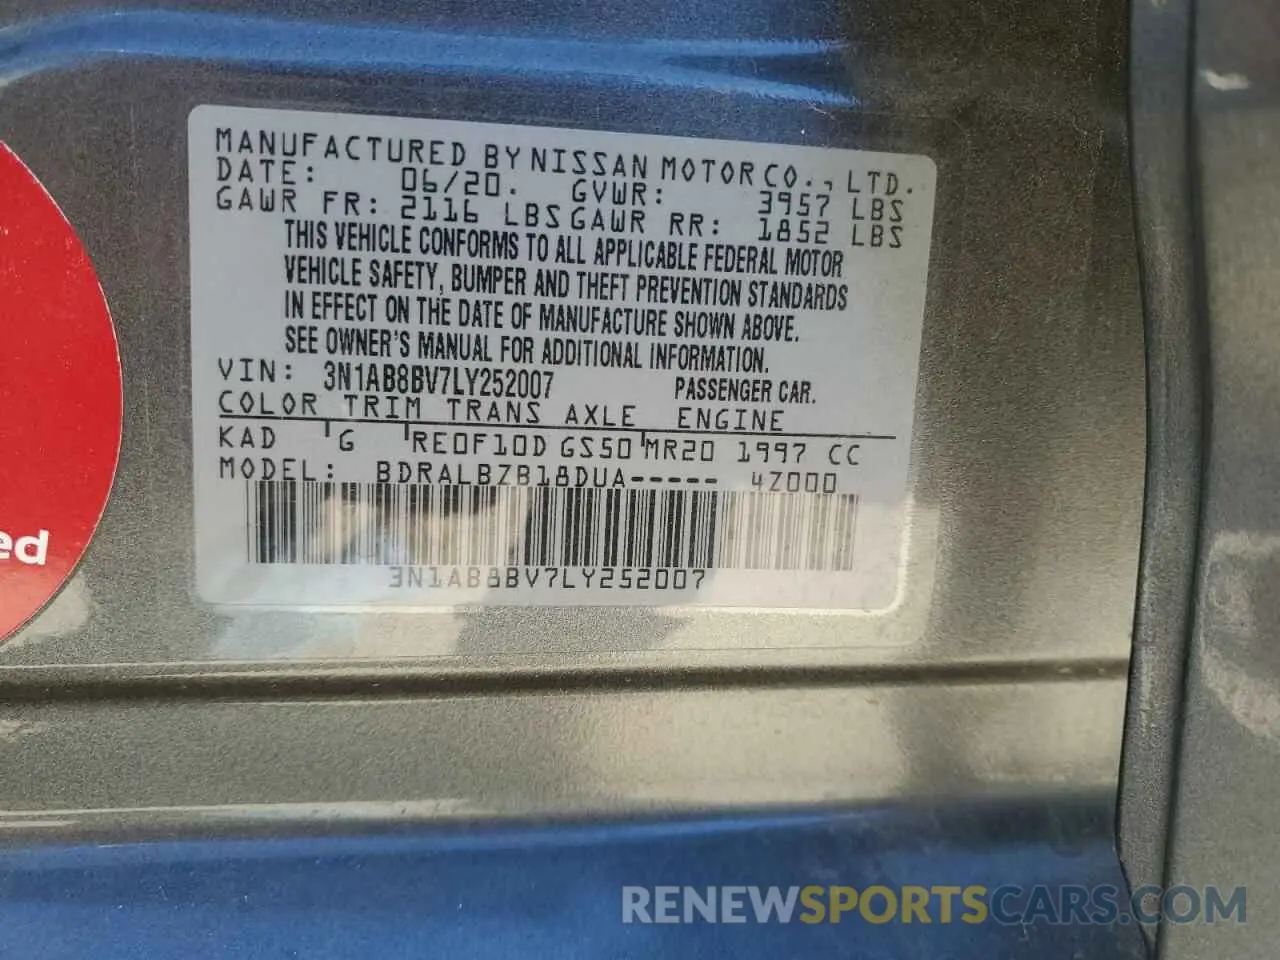 MANUFACTURED BY NISSAN MOTOR CO., LTD.
DATE: 06/20. GVWR: 3957 LBS
GAWR FR: 2116 LBS GAWR RR: 1852 LBS
THIS VEHICLE CONFORMS TO ALL APPLICABLE FEDERAL MOTOR
VEHICLE SAFETY, BUMPER AND THEFT PREVENTION STANDARDS
IN EFFECT ON THE DATE OF MANUFACTURE SHOWN ABOVE.
SEE OWNER'S MANUAL FOR ADDITIONAL INFORMATION.
VIN: 3N1AB8BV7LY252007 PASSENGER CAR.
COLOR TRIM TRANS AXLE ENGINE
KAD G RE0F10D GS50 MR20 1997 CC
MODEL: BDRALBZB18DUA----- 4Z000
3N1AB8BV7LY252007
ed
RENEWSPORTSCARS.COM